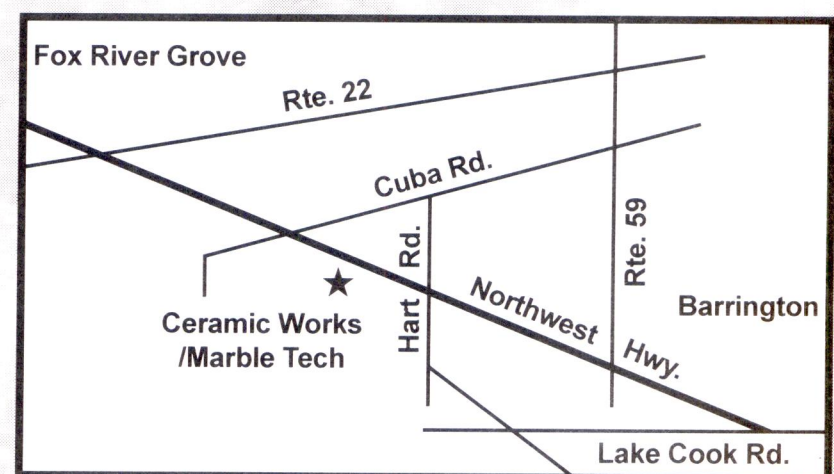 Fox River Grove
Rte. 22
Cuba Rd.
Rte. 59
Hart Rd.
Northwest Hwy.
Barrington
Ceramic Works
/Marble Tech
Lake Cook Rd.